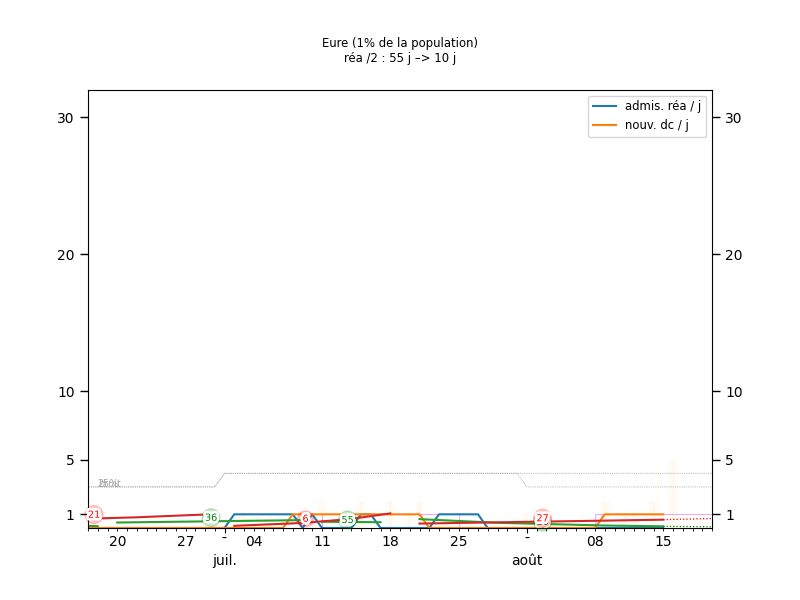 Eure (1% de la population)
réa /2 : 55 j –> 10 j
admis. réa / j
nouv. dc / j
30 30
20 20
10 10
5 5
1 1
21 36 6 55 27
20 27 - 04 11 18 25 - 08 15
juil. août